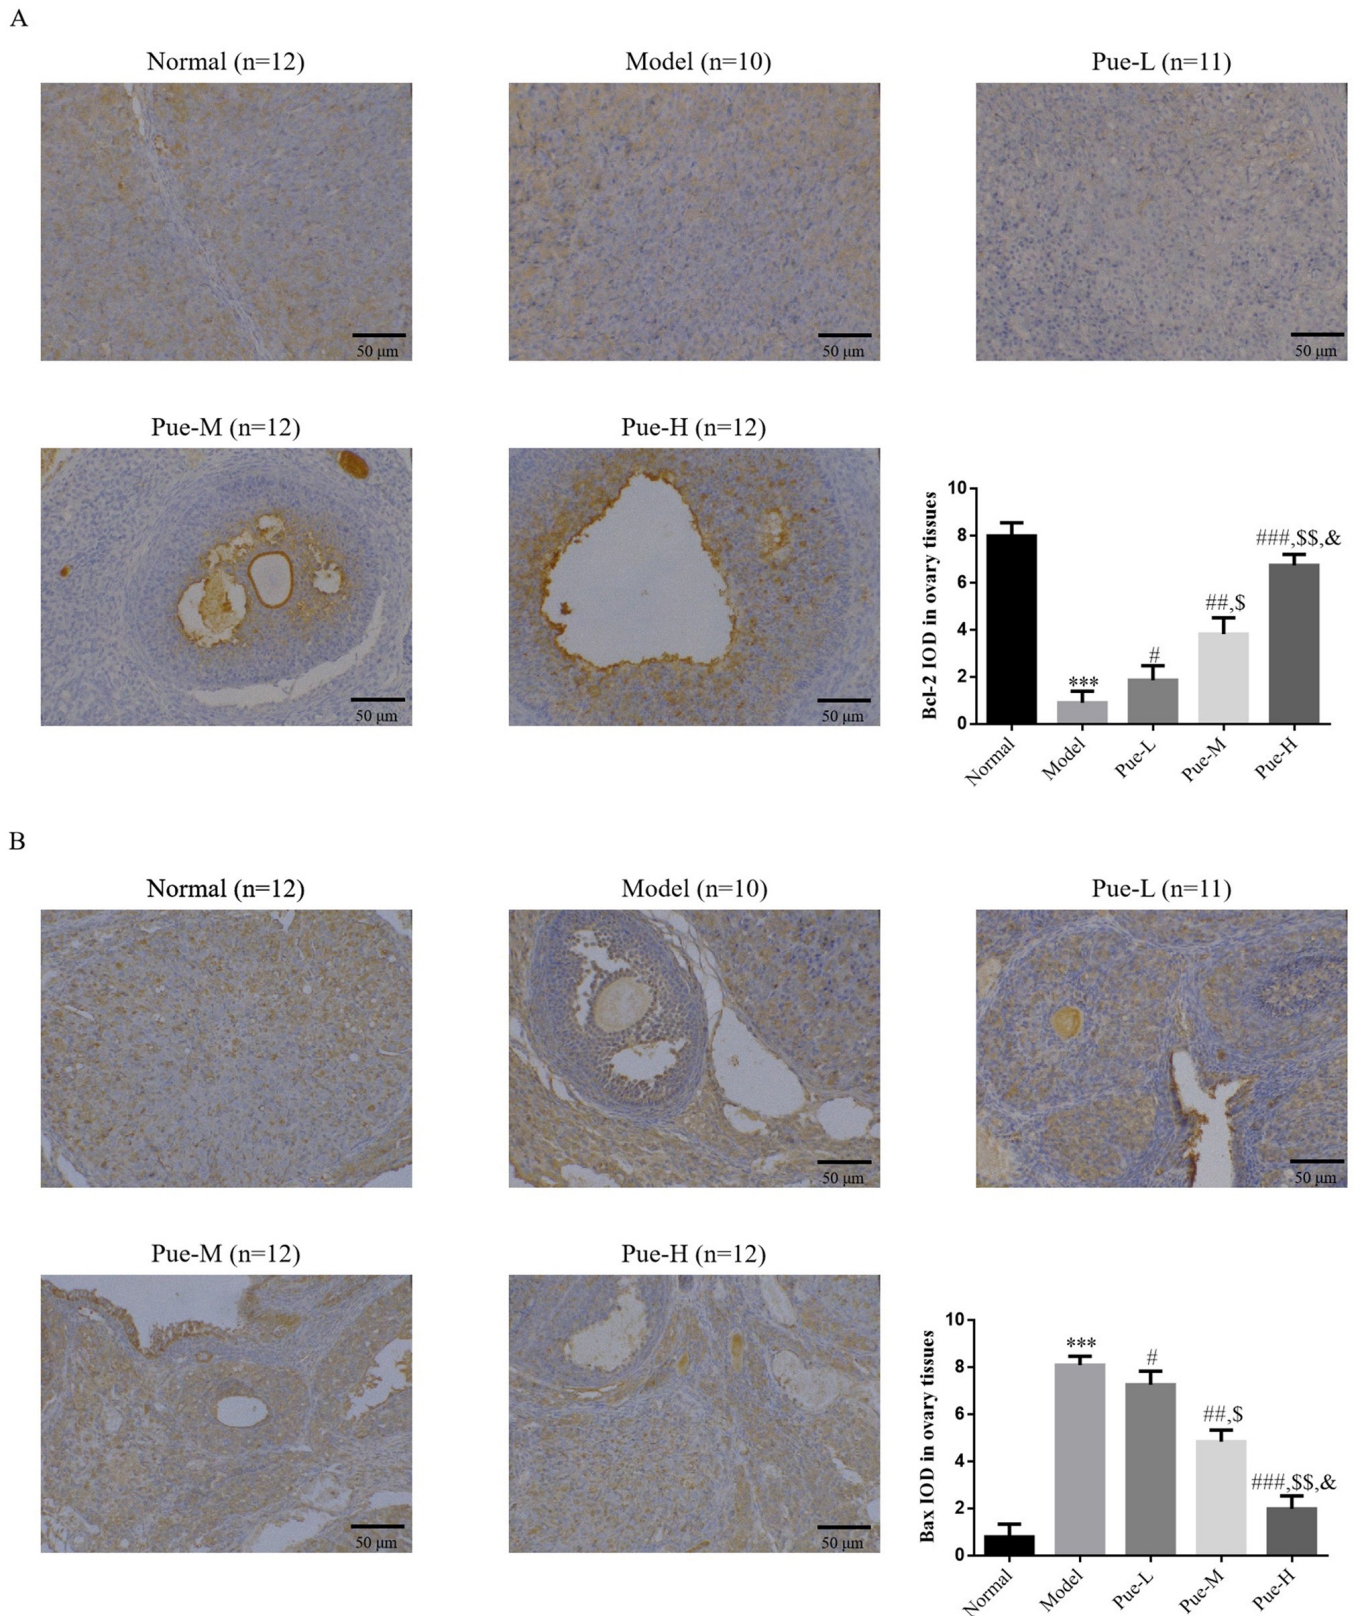 A
Normal (n=12)
Model (n=10)
Pue-L (n=11)
50 μm
50 μm
50 μm
Pue-M (n=12)
Pue-H (n=12)
50 μm
50 μm
Bcl-2 IOD in ovary tissues
10
8
6
4
2
0
***
#
##,$
###,$$,&
Normal
Model
Pue-L
Pue-M
Pue-H
B
Normal (n=12)
Model (n=10)
Pue-L (n=11)
50 μm
50 μm
Pue-M (n=12)
Pue-H (n=12)
50 μm
50 μm
Bax IOD in ovary tissues
10
8
6
4
2
0
***
#
##,$
###,$$,&
Normal
Model
Pue-L
Pue-M
Pue-H